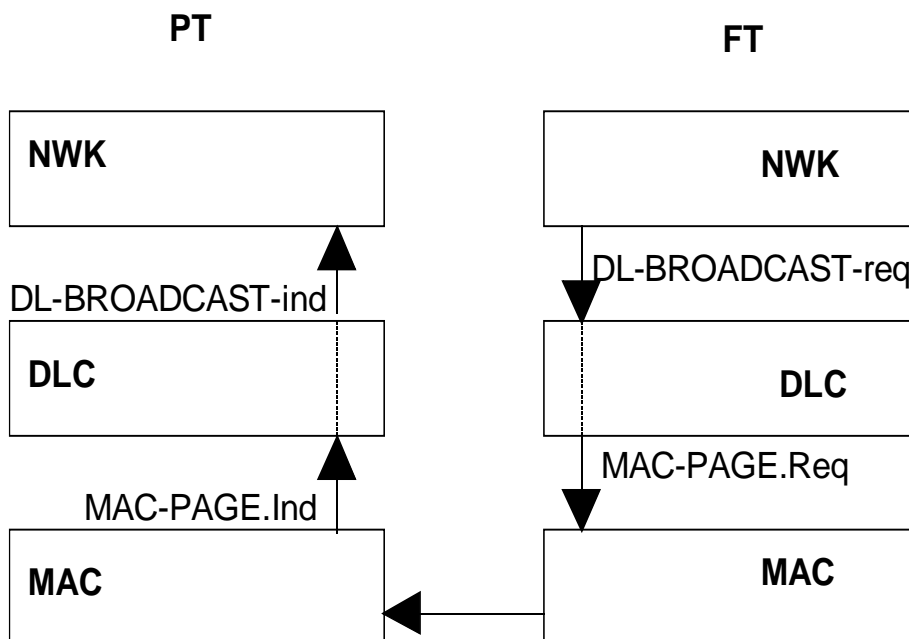 PT
FT
NWK
NWK
DL-BROADCAST-ind
DL-BROADCAST-req
DLC
DLC
MAC-PAGE.Ind
MAC-PAGE.Req
MAC
MAC